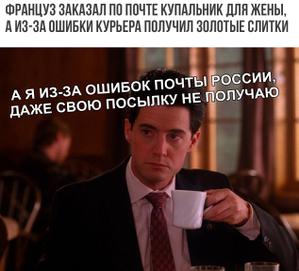 ФРАНЦУЗ ЗАКАЗАЛ ПО ПОЧТЕ КУПАЛЬНИК ДЛЯ ЖЕНЫ,
А ИЗ-ЗА ОШИБКИ КУРЬЕРА ПОЛУЧИЛ ЗОЛОТЫЕ СЛИТКИ
А Я ИЗ-ЗА ОШИБОК ПОЧТЫ РОССИИ,
ДАЖЕ СВОЮ ПОСЫЛКУ НЕ ПОЛУЧАЮ